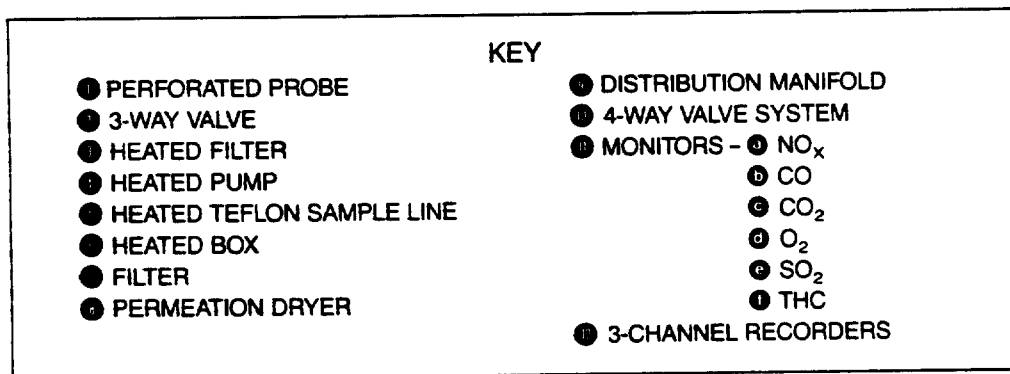 KEY
PERFORATED PROBE
3-WAY VALVE
HEATED FILTER
HEATED PUMP
HEATED TEFLON SAMPLE LINE
HEATED BOX
FILTER
PERMEATION DRYER
DISTRIBUTION MANIFOLD
4-WAY VALVE SYSTEM
MONITORS – a NOX
b CO
c CO2
d O2
e SO2
f THC
3-CHANNEL RECORDERS